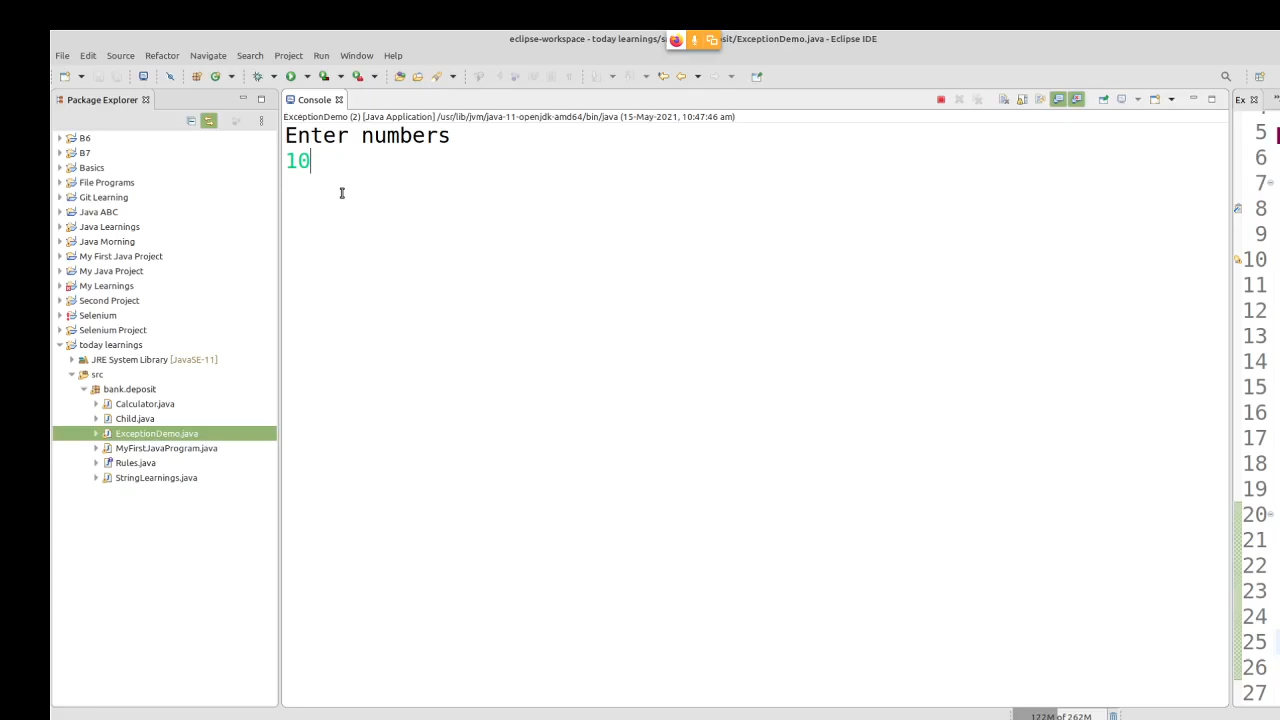 eclipse-workspace - today learnings/s sit/ExceptionDemo.java - Eclipse IDE
File Edit Source Refactor Navigate Search Project Run Window Help
Package Explorer
Console
Ex
ExceptionDemo (2) [Java Application] /usr/lib/jvm/java-11-openjdk-amd64/bin/java (15-May-2021, 10:47:46 am)
Enter numbers
10
B6
B7
Basics
File Programs
Git Learning
Java ABC
Java Learnings
Java Morning
My First Java Project
My Java Project
My Learnings
Second Project
Selenium
Selenium Project
today learnings
JRE System Library [JavaSE-11]
src
bank.deposit
Calculator.java
Child.java
ExceptionDemo.java
MyFirstJavaProgram.java
Rules.java
StringLearnings.java
5
6
7
8
9
10
11
12
13
14
15
16
17
18
19
20
21
22
23
24
25
26
27
122M of 262M